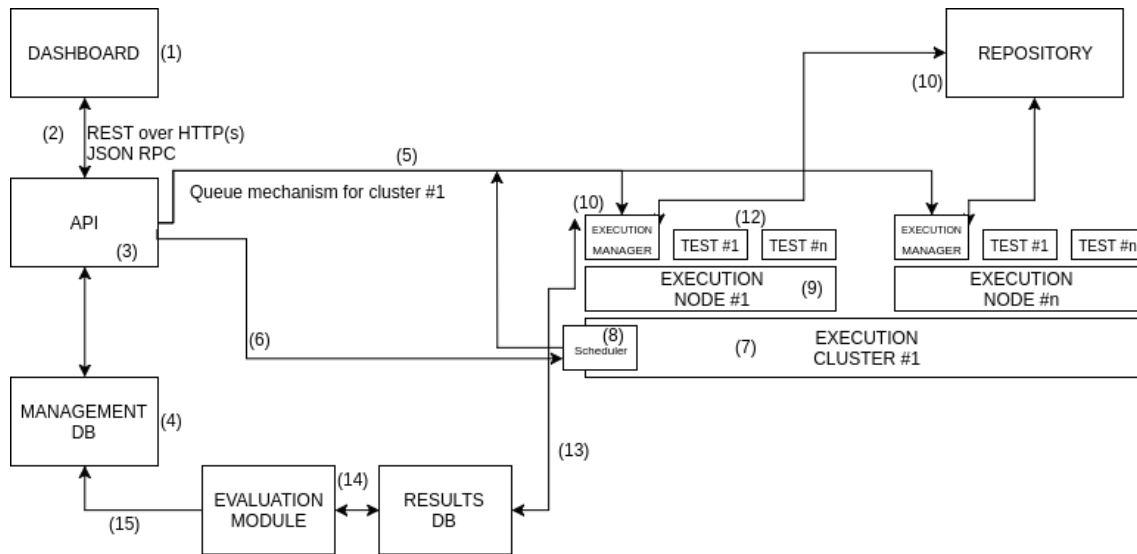 DASHBOARD
(1)
REPOSITORY
(10)
(2)
REST over HTTP(s)
JSON RPC
(5)
Queue mechanism for cluster #1
API
(3)
(10)
(12)
EXECUTION
MANAGER
TEST #1
TEST #n
EXECUTION
MANAGER
TEST #1
TEST #n
EXECUTION
NODE #1
(9)
EXECUTION
NODE #n
(6)
(8)
Scheduler
(7)
EXECUTION
CLUSTER #1
MANAGEMENT
DB
(4)
(13)
(14)
EVALUATION
MODULE
RESULTS
DB
(15)